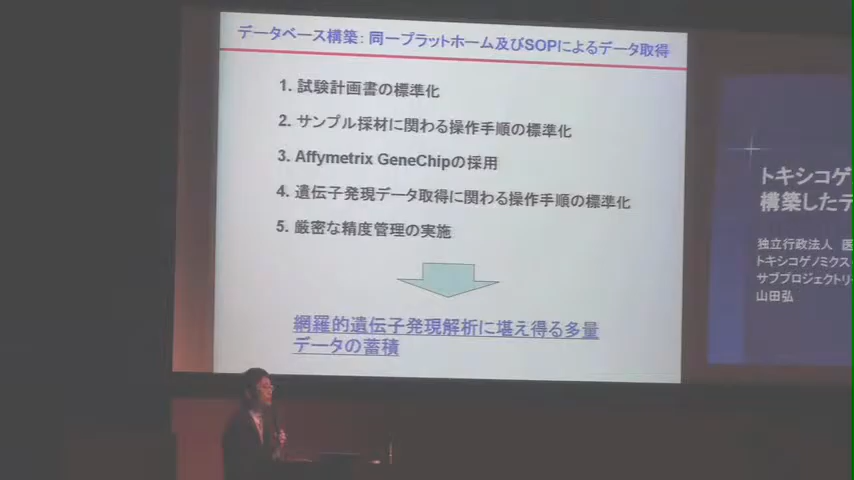 データベース構築: 同一プラットホーム及びSOPによるデータ取得
1. 試験計画書の標準化
2. サンプル採材に関わる操作手順の標準化
3. Affymetrix GeneChipの採用
4. 遺伝子発現データ取得に関わる操作手順の標準化
5. 厳密な精度管理の実施
網羅的遺伝子発現解析に堪え得る多量
データの蓄積
トキシコゲ
構築したデ
独立行政法人 医
トキシコゲノミクス
サブプロジェクトリー
山田弘